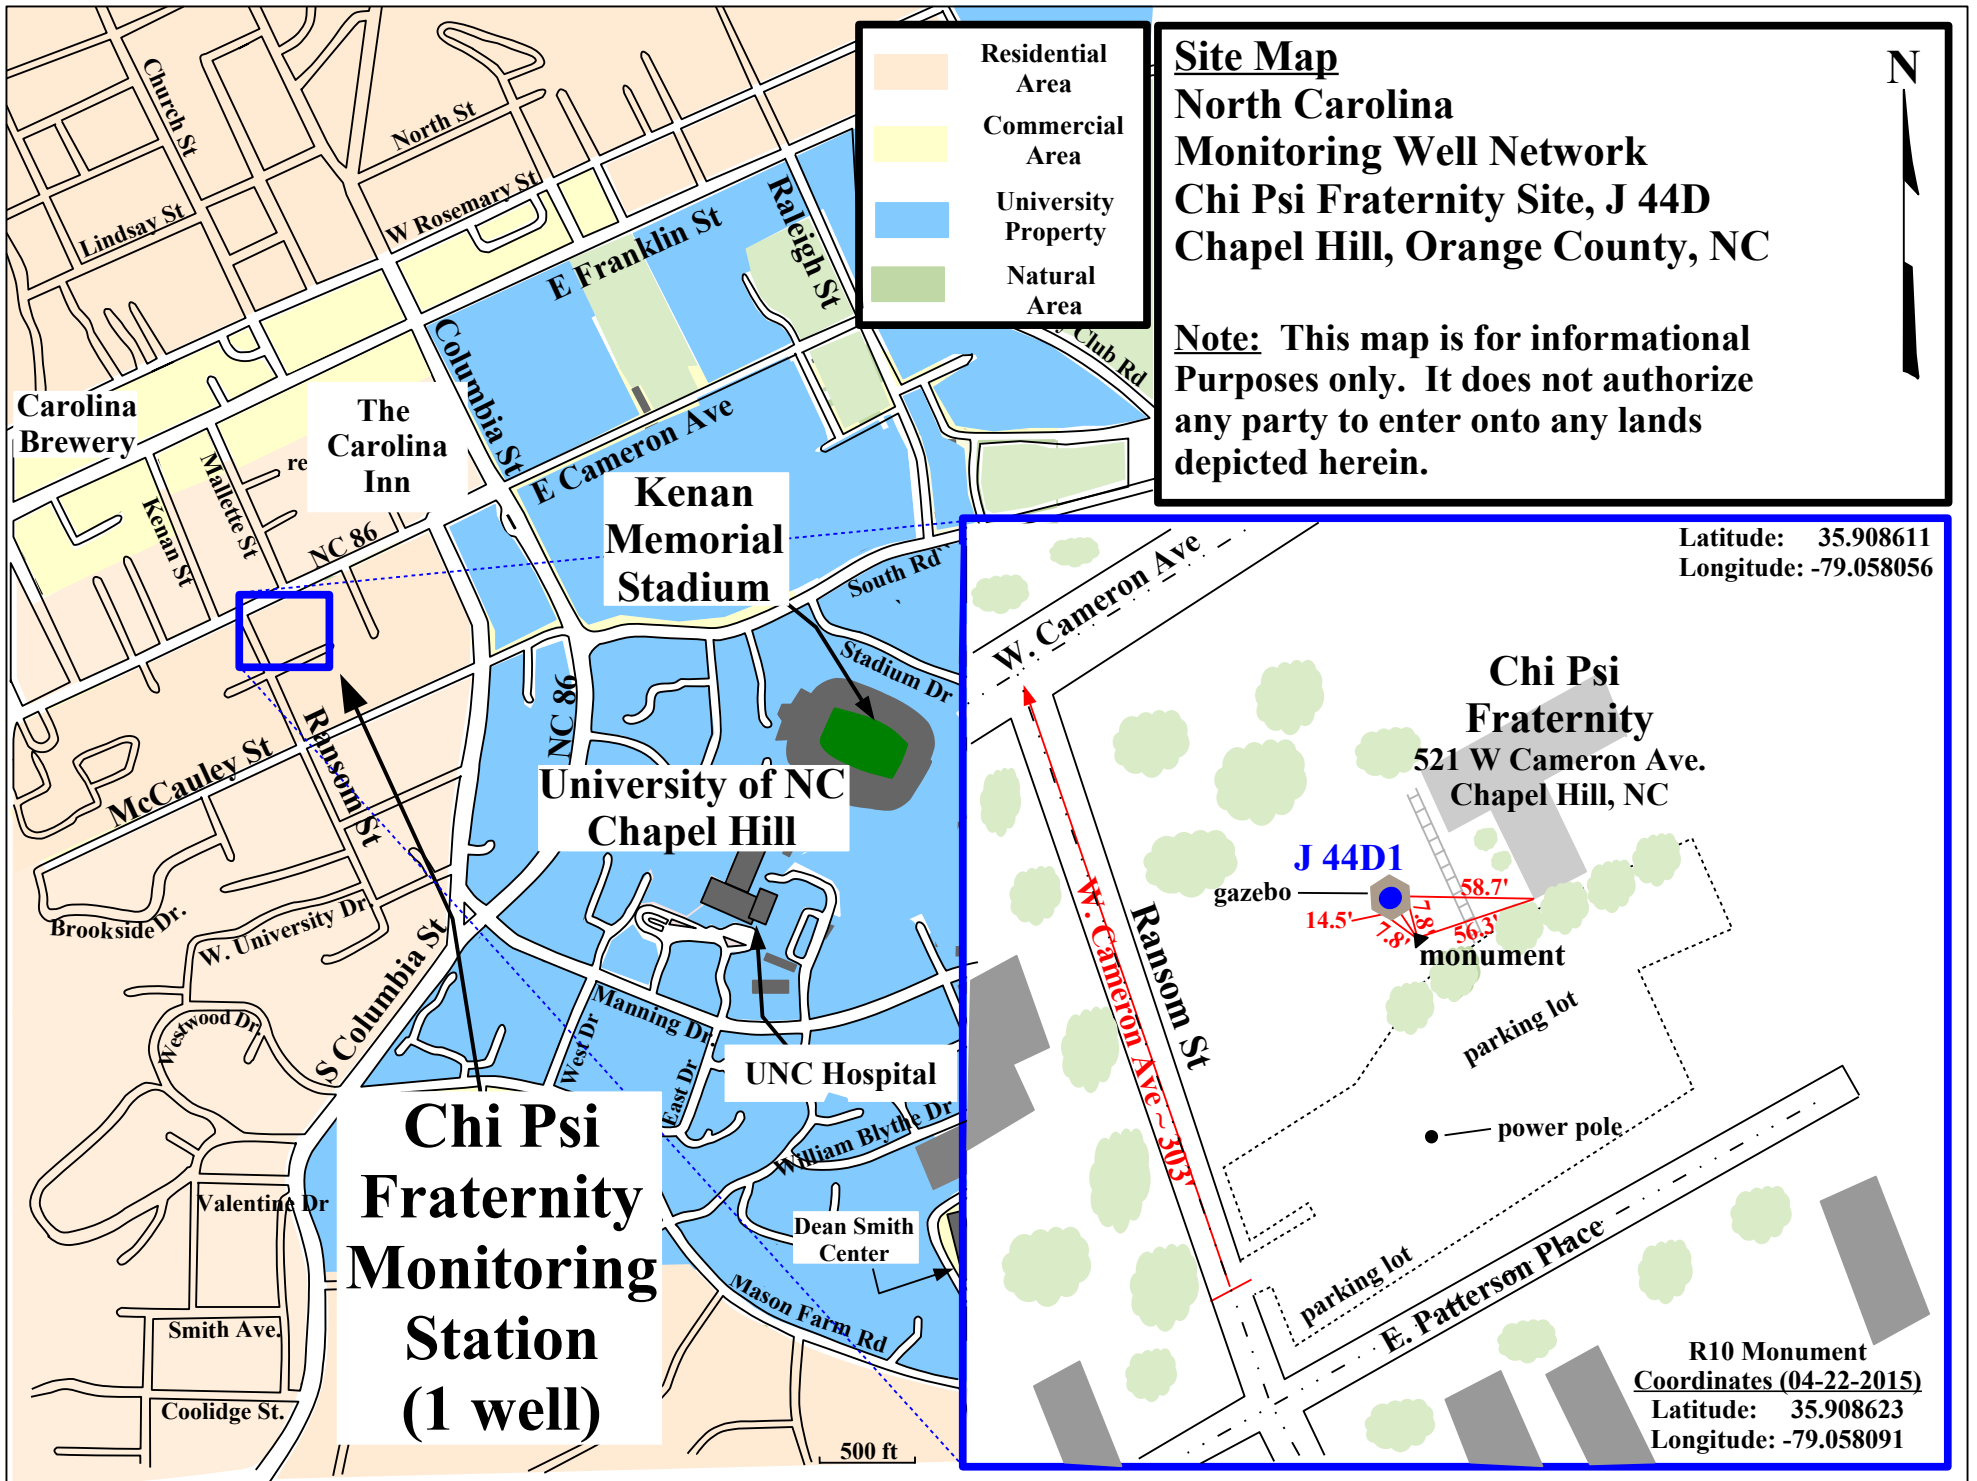 Residential
Area
Commercial
Area
University
Property
Natural
Area
Site Map
North Carolina
Monitoring Well Network
Chi Psi Fraternity Site, J 44D
Chapel Hill, Orange County, NC
Note: This map is for informational
Purposes only. It does not authorize
any party to enter onto any lands
depicted herein.
N
Church St
North St
Lindsay St
W Rosemary St
E Franklin St
Raleigh St
Club Rd
Columbia St
E Cameron Ave
Carolina
Brewery
The
Carolina
Inn
re
Mallette St
Kenan St
NC 86
Kenan
Memorial
Stadium
South Rd
Stadium Dr
NC 86
McCauley St
Ransom St
University of NC
Chapel Hill
Brookside Dr.
W. University Dr.
S Columbia St
Westwood Dr.
Manning Dr.
West Dr
East Dr
UNC Hospital
William Blythe Dr
Valentine Dr
Dean Smith
Center
Mason Farm Rd
Smith Ave.
Coolidge St.
Chi Psi
Fraternity
Monitoring
Station
(1 well)
500 ft
Latitude: 35.908611
Longitude: -79.058056
W. Cameron Ave
Chi Psi
Fraternity
521 W Cameron Ave.
Chapel Hill, NC
J 44D1
gazebo
58.7'
14.5'
7.8'
7.8'
56.3'
monument
W. Cameron Ave ~ 303'
Ransom St
parking lot
power pole
parking lot
E. Patterson Place
R10 Monument
Coordinates (04-22-2015)
Latitude: 35.908623
Longitude: -79.058091